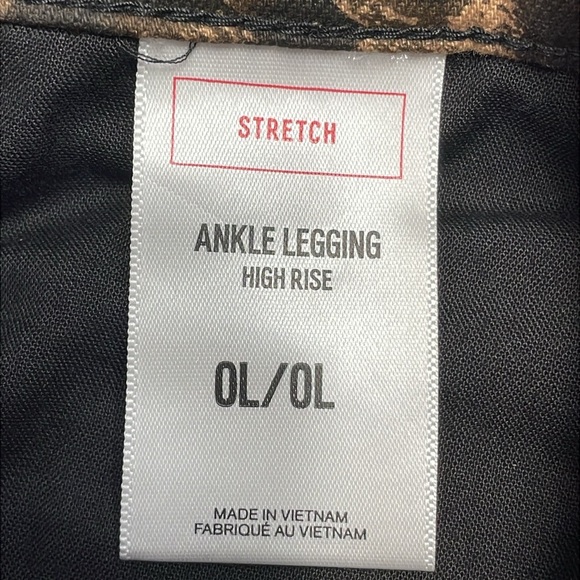 STRETCH
ANKLE LEGGING
HIGH RISE
0L/0L
MADE IN VIETNAM
FABRIQUÉ AU VIETNAM